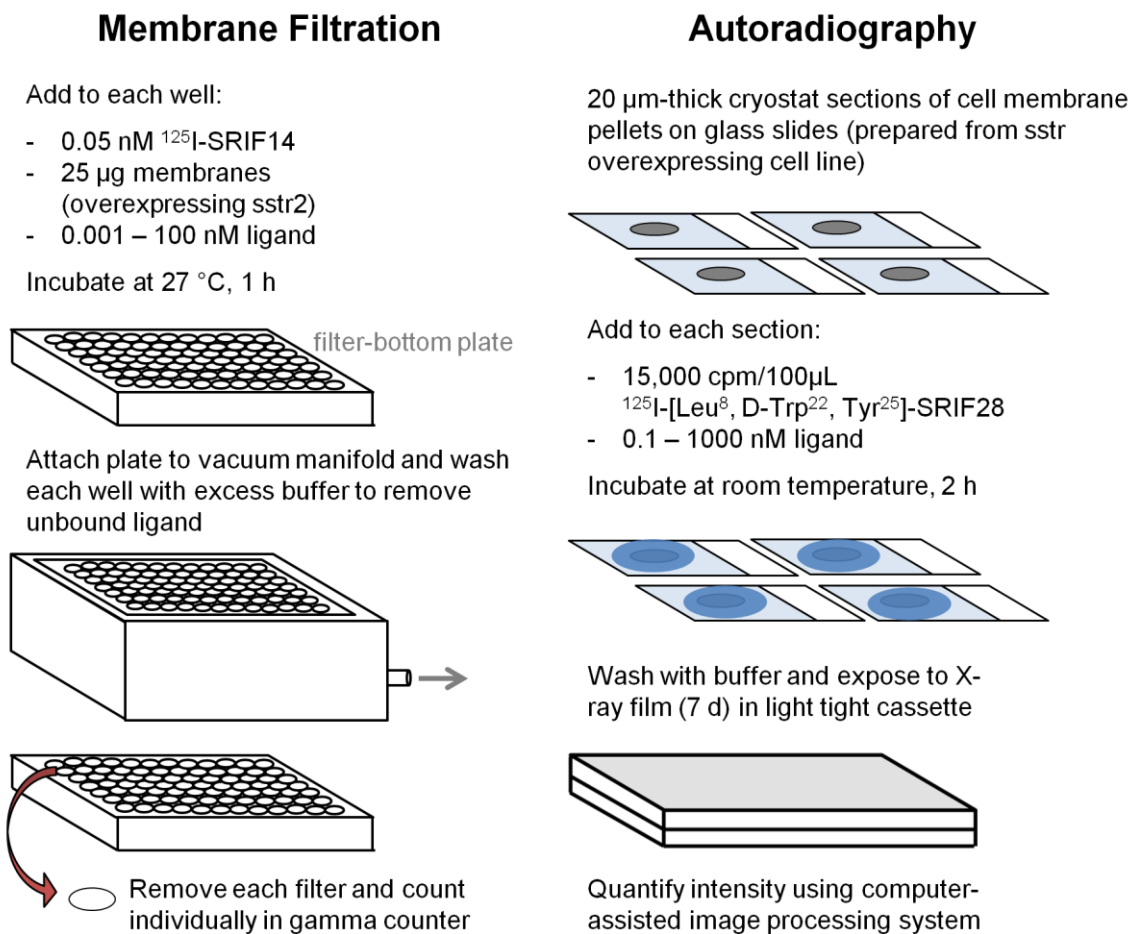 Membrane Filtration
Add to each well:
- 0.05 nM ¹²⁵I-SRIF14
- 25 µg membranes
(overexpressing sstr2)
- 0.001 – 100 nM ligand
Incubate at 27 °C, 1 h
filter-bottom plate
Attach plate to vacuum manifold and wash
each well with excess buffer to remove
unbound ligand
Remove each filter and count
individually in gamma counter
Autoradiography
20 µm-thick cryostat sections of cell membrane
pellets on glass slides (prepared from sstr
overexpressing cell line)
Add to each section:
- 15,000 cpm/100µL
¹²⁵I-[Leu⁸, D-Trp²², Tyr²⁵]-SRIF28
- 0.1 – 1000 nM ligand
Incubate at room temperature, 2 h
Wash with buffer and expose to X-
ray film (7 d) in light tight cassette
Quantify intensity using computer-
assisted image processing system